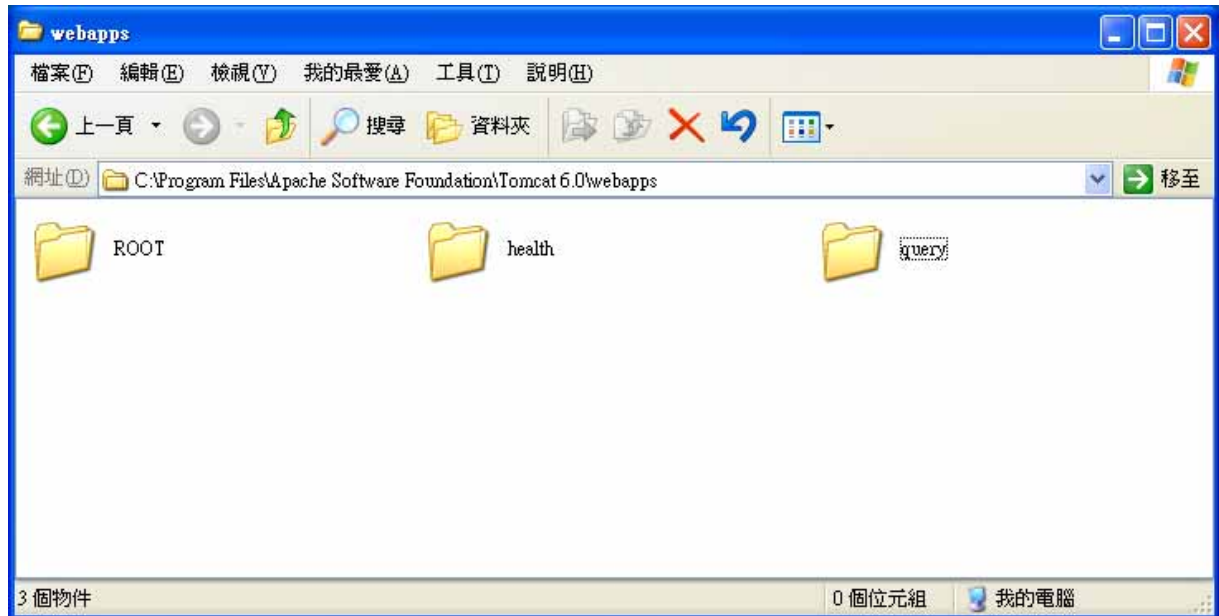 webapps
檔案(F) 編輯(E) 檢視(V) 我的最愛(A) 工具(T) 說明(H)
上一頁 搜尋 資料夾
網址(D) C:\Program Files\Apache Software Foundation\Tomcat 6.0\webapps 移至
ROOT health query
3 個物件 0 個位元組 我的電腦